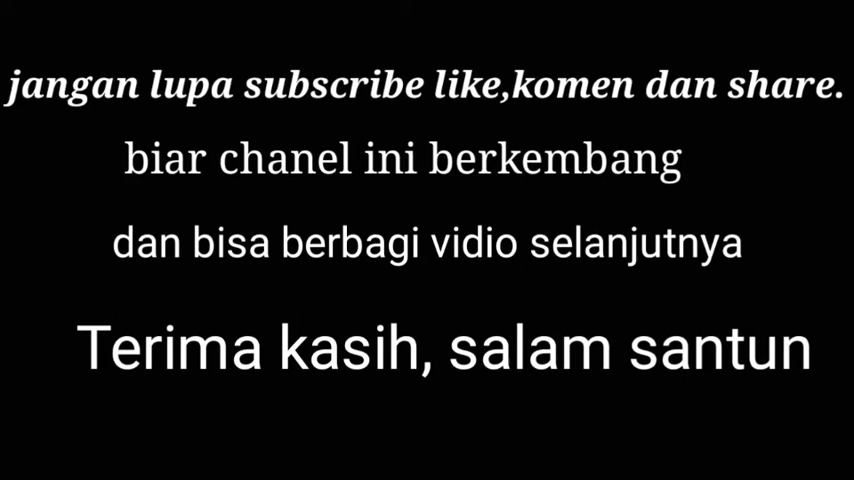 jangan lupa subscribe like,komen dan share.
biar chanel ini berkembang
dan bisa berbagi vidio selanjutnya
Terima kasih, salam santun